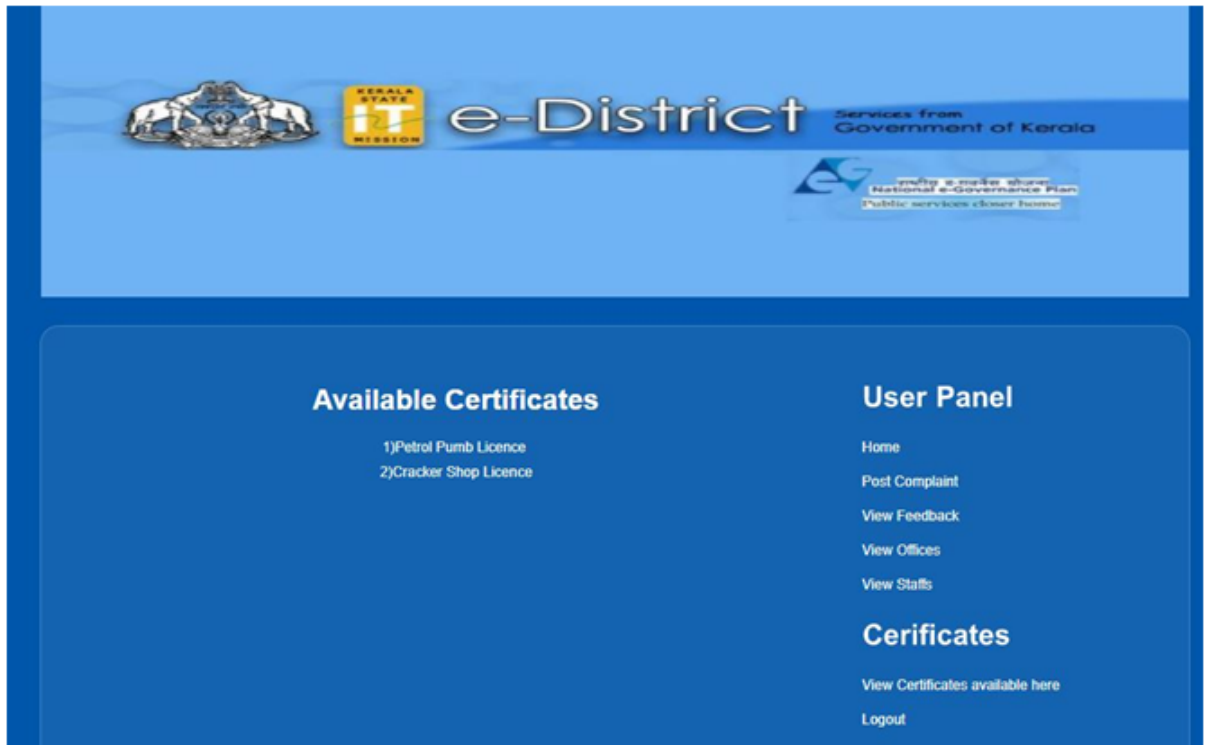 KERALA
STATE
IT
MISSION
e-District
Services from
Government of Kerala
राष्ट्रीय e-गवर्नेंस योजना
National e-Governance Plan
Public services closer home
Available Certificates
1)Petrol Pumb Licence
2)Cracker Shop Licence
User Panel
Home
Post Complaint
View Feedback
View Offices
View Staffs
Cerificates
View Certificates available here
Logout